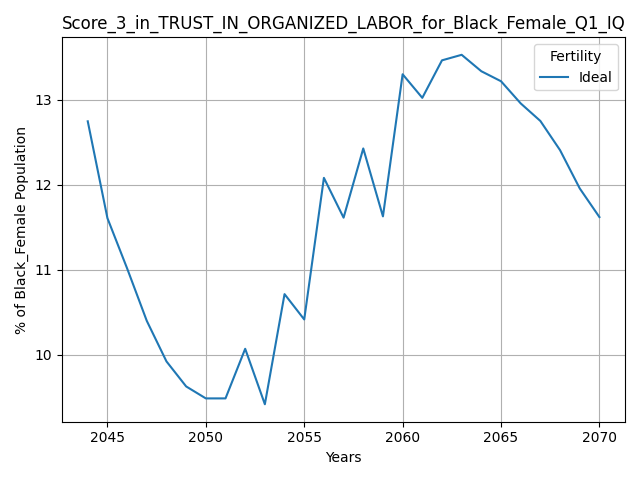 Score_3_in_TRUST_IN_ORGANIZED_LABOR_for_Black_Female_Q1_IQ
Fertility
Ideal
13
12
11
10
% of Black_Female Population
2045
2050
2055
2060
2065
2070
Years